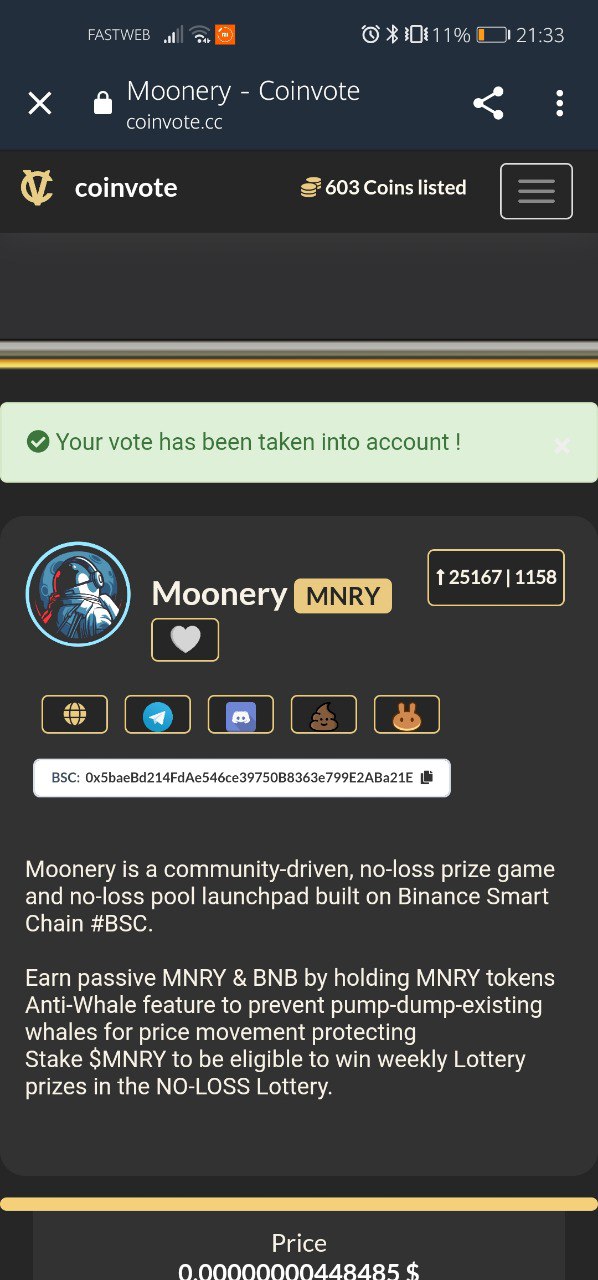 FASTWEB 11% 21:33
Moonery - Coinvote
coinvote.cc
coinvote 603 Coins listed
Your vote has been taken into account !
25167 | 1158
Moonery MNRY
BSC: 0x5baeBd214FdAe546ce39750B8363e799E2ABa21E
Moonery is a community-driven, no-loss prize game
and no-loss pool launchpad built on Binance Smart
Chain #BSC.
Earn passive MNRY & BNB by holding MNRY tokens
Anti-Whale feature to prevent pump-dump-existing
whales for price movement protecting
Stake $MNRY to be eligible to win weekly Lottery
prizes in the NO-LOSS Lottery.
Price
0.00000000448485 $